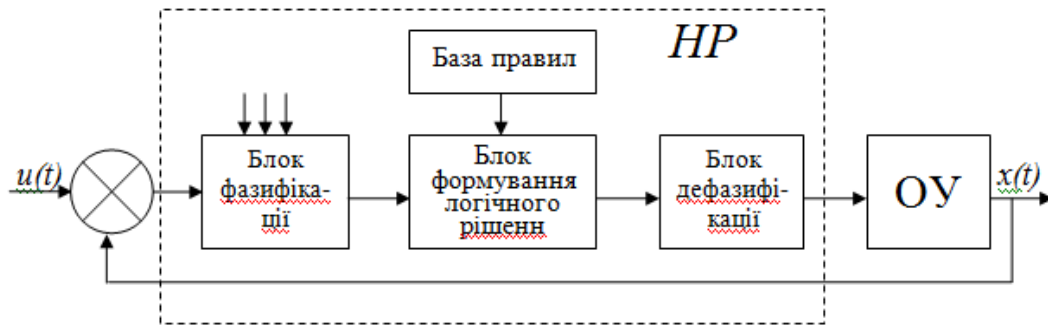 НР
База правил
u(t)
Блок
фазифіка-
ції
Блок
формування
логічного
рішенн
Блок
дефазифі-
кації
ОУ
x(t)